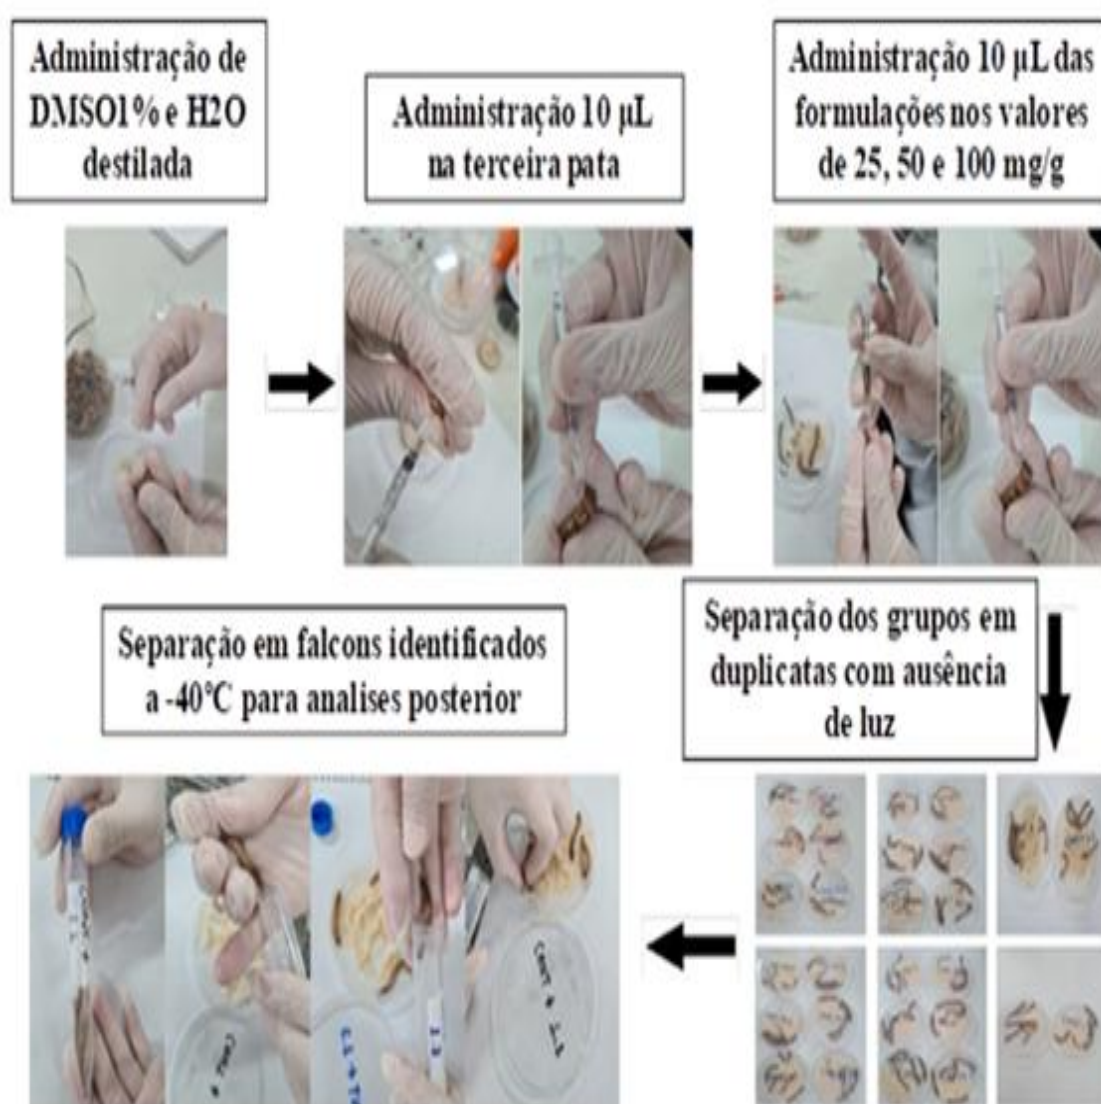 Administração de
DMSO1% e H2O
destilada
Administração 10 µL
na terceira pata
Administração 10 µL das
formulações nos valores
de 25, 50 e 100 mg/g
Separação dos grupos em
duplicatas com ausência
de luz
Separação em falcons identificados
a -40°C para analises posterior